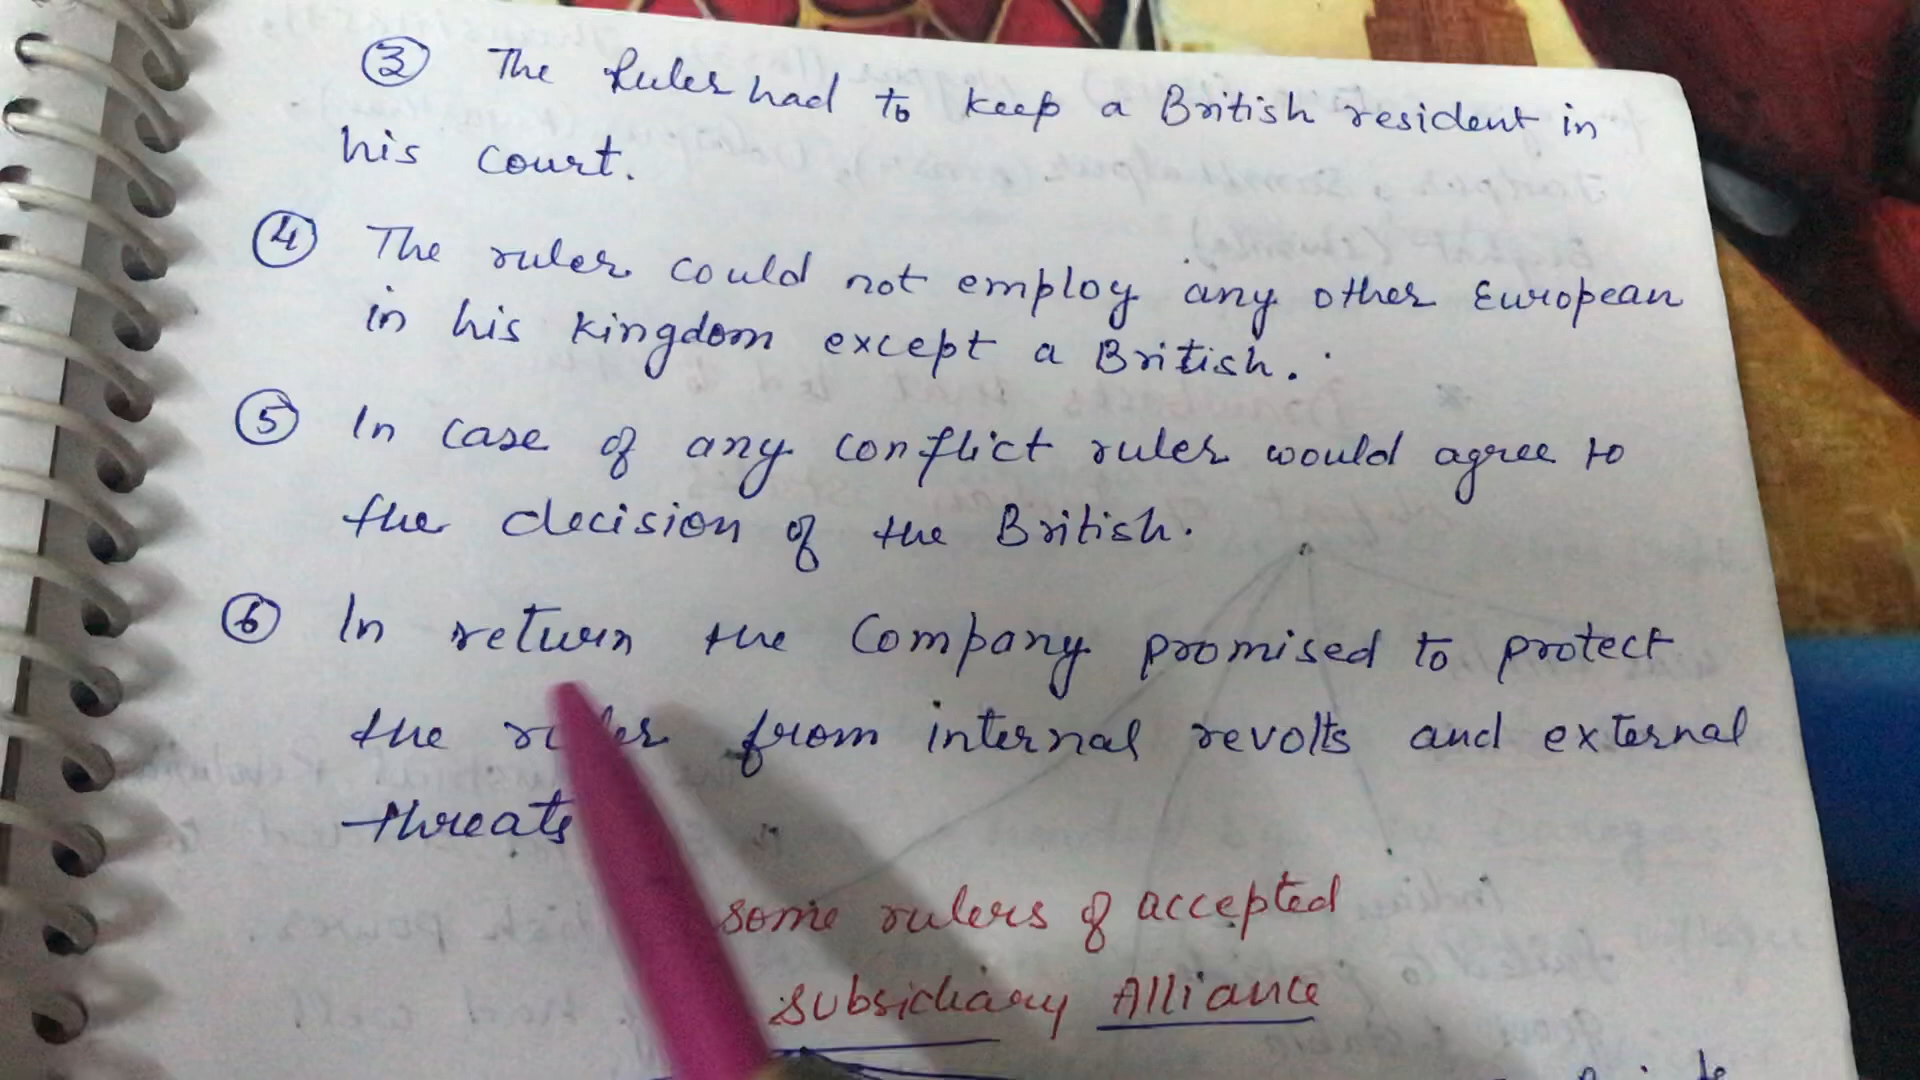 ③ The Ruler had to keep a British resident in
his court.
④ The ruler could not employ any other European
in his kingdom except a British.
⑤ In case of any conflict ruler would agree to
the decision of the British.
⑥ In return the Company promised to protect
the ruler from internal revolts and external
threats
some rulers of accepted
Subsidiary Alliance